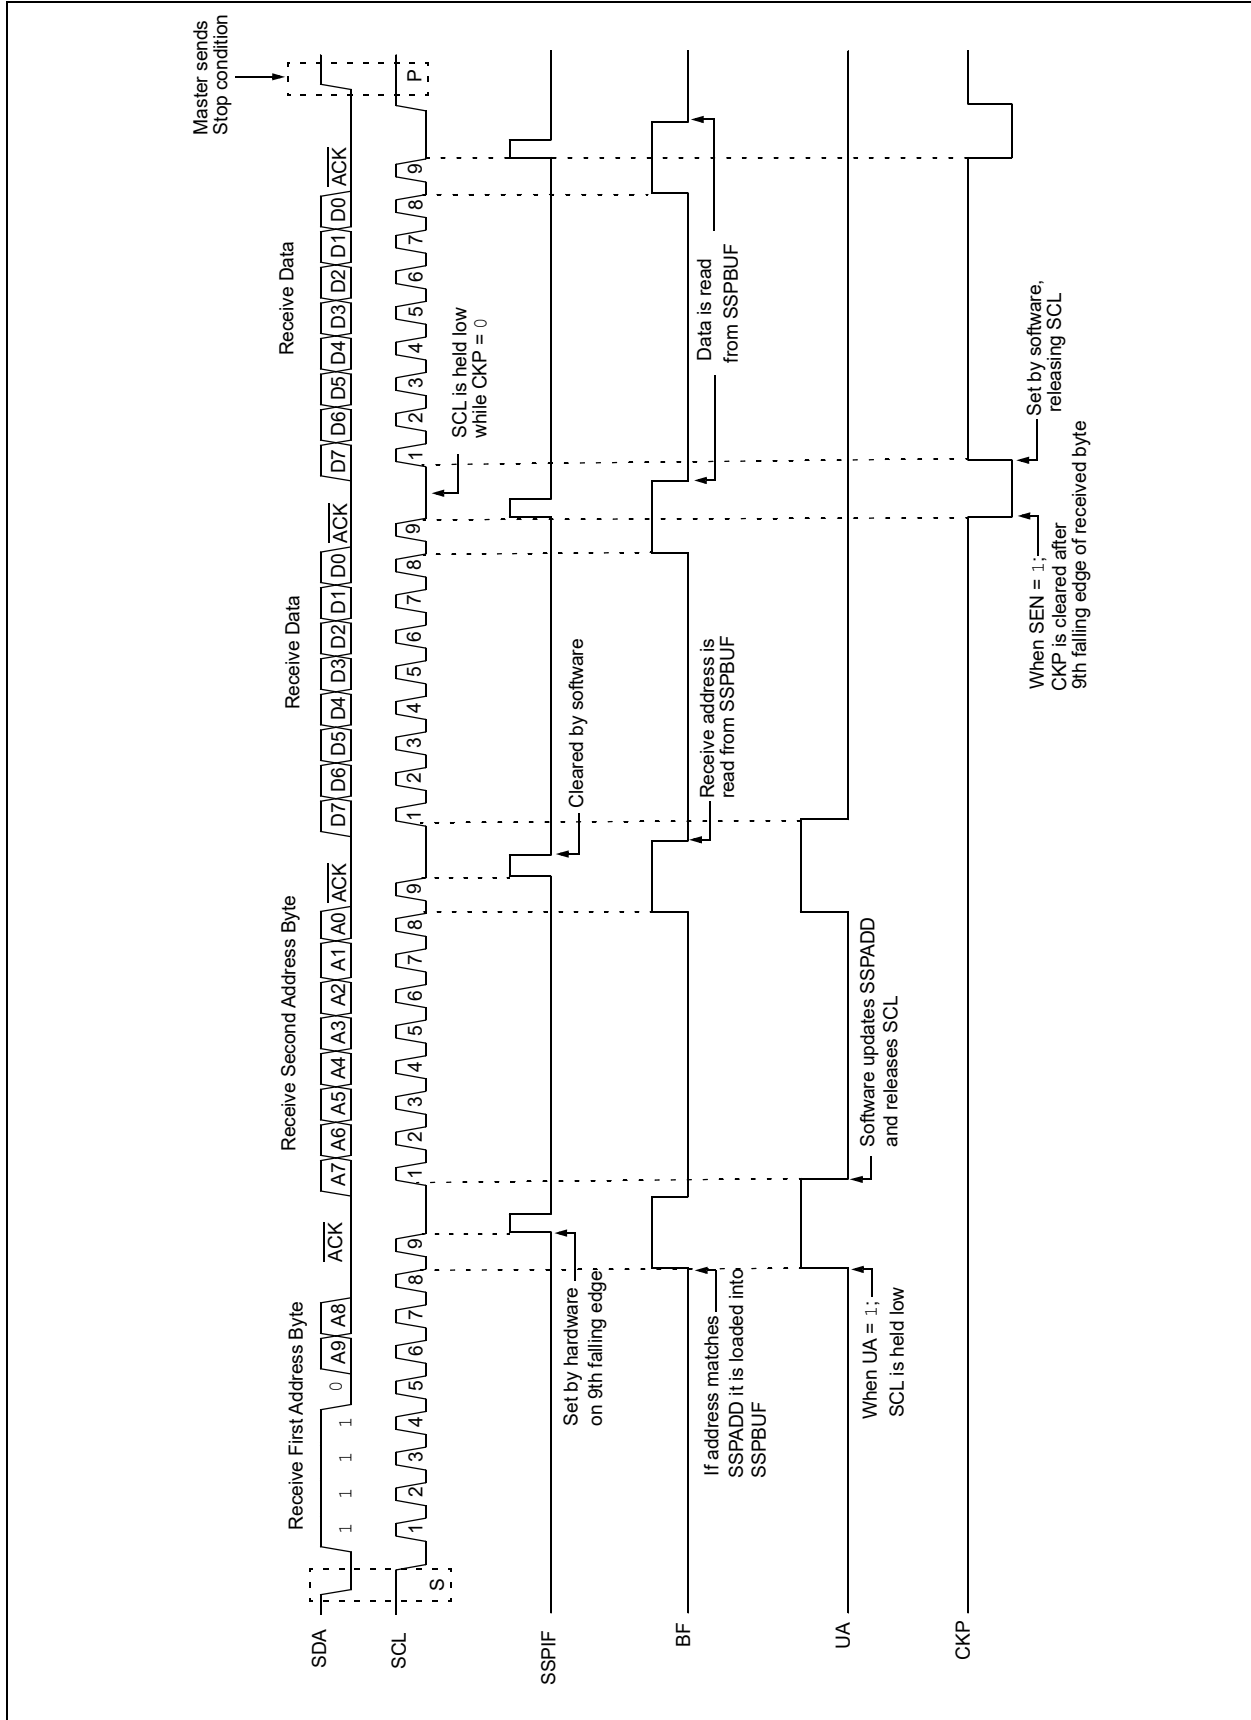 Master sends
Stop condition
Receive First Address Byte
Receive Second Address Byte
Receive Data
Receive Data
SDA
1 1 1 1 0 A9 A8 ACK A7 A6 A5 A4 A3 A2 A1 A0 ACK D7 D6 D5 D4 D3 D2 D1 D0 ACK D7 D6 D5 D4 D3 D2 D1 D0 ACK
SCL
S 1 2 3 4 5 6 7 8 9 1 2 3 4 5 6 7 8 9 1 2 3 4 5 6 7 8 9 1 2 3 4 5 6 7 8 9 P
SCL is held low
while CKP = 0
SSPIF
Set by hardware
on 9th falling edge
Cleared by software
BF
If address matches
SSPADD it is loaded into
SSPBUF
Receive address is
read from SSPBUF
Data is read
from SSPBUF
UA
When UA = 1;
SCL is held low
Software updates SSPADD
and releases SCL
CKP
When SEN = 1;
CKP is cleared after
9th falling edge of received byte
Set by software,
releasing SCL